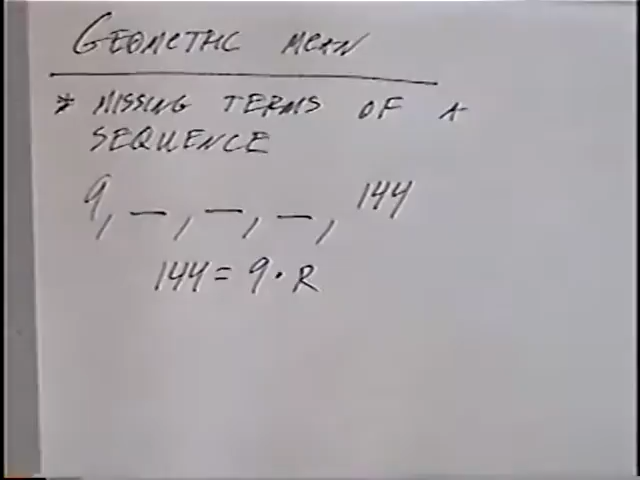 GEOMETRIC MEAN
* MISSING TERMS OF A
SEQUENCE
9, _, _, _, 144
144 = 9 · R